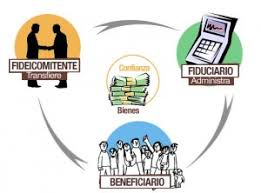 FIDEICOMITENTE
Transfiere
Confianza
Bienes
FIDUCIARIO
Administra
BENEFICIARIO